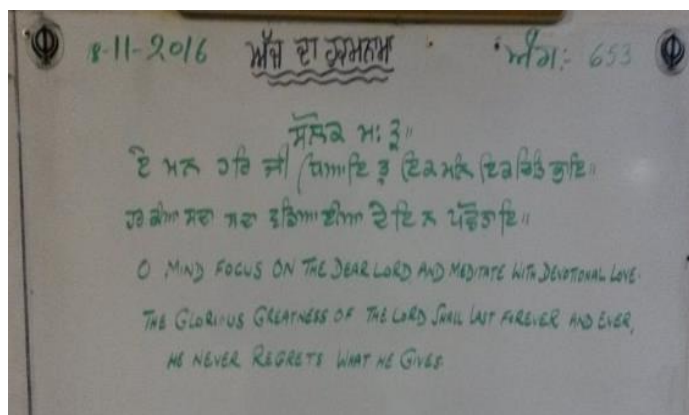 8-11-2016 ਅੱਜ ਦਾ ਹੁਕਮਨਾਮਾ ਅੰਗ:- 653
ਸਲੋਕ ਮ: ੩॥
ਏ ਮਨ ਹਰਿ ਜੀ ਧਿਆਇ ਤੂ ਇਕ ਮਨਿ ਇਕ ਚਿਤਿ ਭਾਇ॥
ਹਰਿ ਕੀਆ ਸਦਾ ਸਦਾ ਵਡਿਆਈਆ ਦੇਇ ਨ ਪਛੋਤਾਇ॥
O MIND FOCUS ON THE DEAR LORD AND MEDITATE WITH DEVOTIONAL LOVE.
THE GLORIOUS GREATNESS OF THE LORD SHALL LAST FOREVER AND EVER,
HE NEVER REGRETS WHAT HE GIVES.